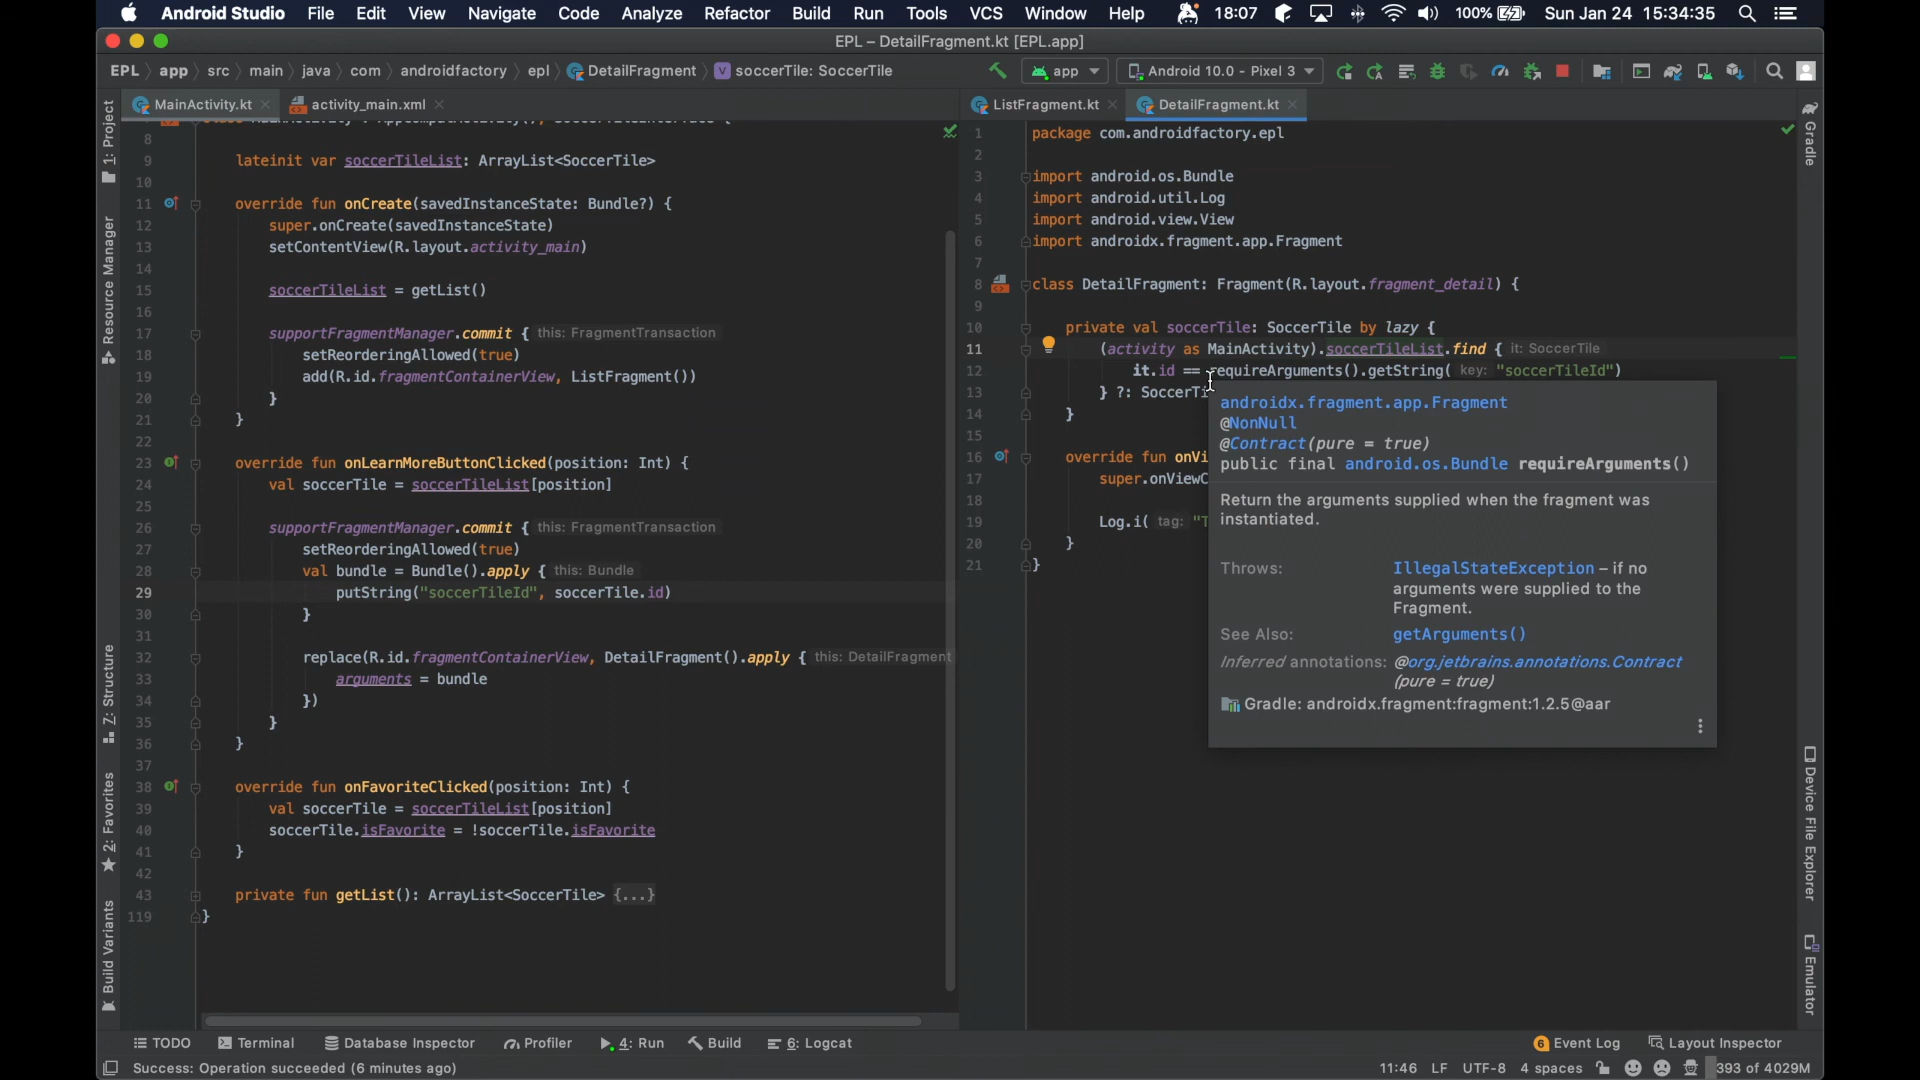 Android Studio File Edit View Navigate Code Analyze Refactor Build Run Tools VCS Window Help 18:07 100% Sun Jan 24 15:34:35
EPL – DetailFragment.kt [EPL.app]
EPL app src main java com androidfactory epl DetailFragment soccerTile: SoccerTile app Android 10.0 - Pixel 3
MainActivity.kt activity_main.xml
8
9 lateinit var soccerTileList: ArrayList<SoccerTile>
10
11 override fun onCreate(savedInstanceState: Bundle?) {
12 super.onCreate(savedInstanceState)
13 setContentView(R.layout.activity_main)
14
15 soccerTileList = getList()
16
17 supportFragmentManager.commit { this: FragmentTransaction
18 setReorderingAllowed(true)
19 add(R.id.fragmentContainerView, ListFragment())
20 }
21 }
22
23 override fun onLearnMoreButtonClicked(position: Int) {
24 val soccerTile = soccerTileList[position]
25
26 supportFragmentManager.commit { this: FragmentTransaction
27 setReorderingAllowed(true)
28 val bundle = Bundle().apply { this: Bundle
29 putString("soccerTileId", soccerTile.id)
30 }
31
32 replace(R.id.fragmentContainerView, DetailFragment().apply { this: DetailFragment
33 arguments = bundle
34 })
35 }
36 }
37
38 override fun onFavoriteClicked(position: Int) {
39 val soccerTile = soccerTileList[position]
40 soccerTile.isFavorite = !soccerTile.isFavorite
41 }
42
43 private fun getList(): ArrayList<SoccerTile> {...}
119 }
ListFragment.kt DetailFragment.kt
1 package com.androidfactory.epl
2
3 import android.os.Bundle
4 import android.util.Log
5 import android.view.View
6 import androidx.fragment.app.Fragment
7
8 class DetailFragment: Fragment(R.layout.fragment_detail) {
9
10 private val soccerTile: SoccerTile by lazy {
11 (activity as MainActivity).soccerTileList.find { it: SoccerTile
12 it.id == requireArguments().getString( key: "soccerTileId")
13 } ?: SoccerTi
14 }
15
16 override fun onVi
17 super.onViewC
18
19 Log.i( tag: "T
20 }
21 }
androidx.fragment.app.Fragment
@NonNull
@Contract(pure = true)
public final android.os.Bundle requireArguments()
Return the arguments supplied when the fragment was
instantiated.
Throws: IllegalStateException – if no
arguments were supplied to the
Fragment.
See Also: getArguments()
Inferred annotations: @org.jetbrains.annotations.Contract
(pure = true)
Gradle: androidx.fragment:fragment:1.2.5@aar
1: Project
Resource Manager
Z: Structure
2: Favorites
Build Variants
Gradle
Device File Explorer
Emulator
TODO Terminal Database Inspector Profiler 4: Run Build 6: Logcat 6 Event Log Layout Inspector
Success: Operation succeeded (6 minutes ago) 11:46 LF UTF-8 4 spaces 393 of 4029M